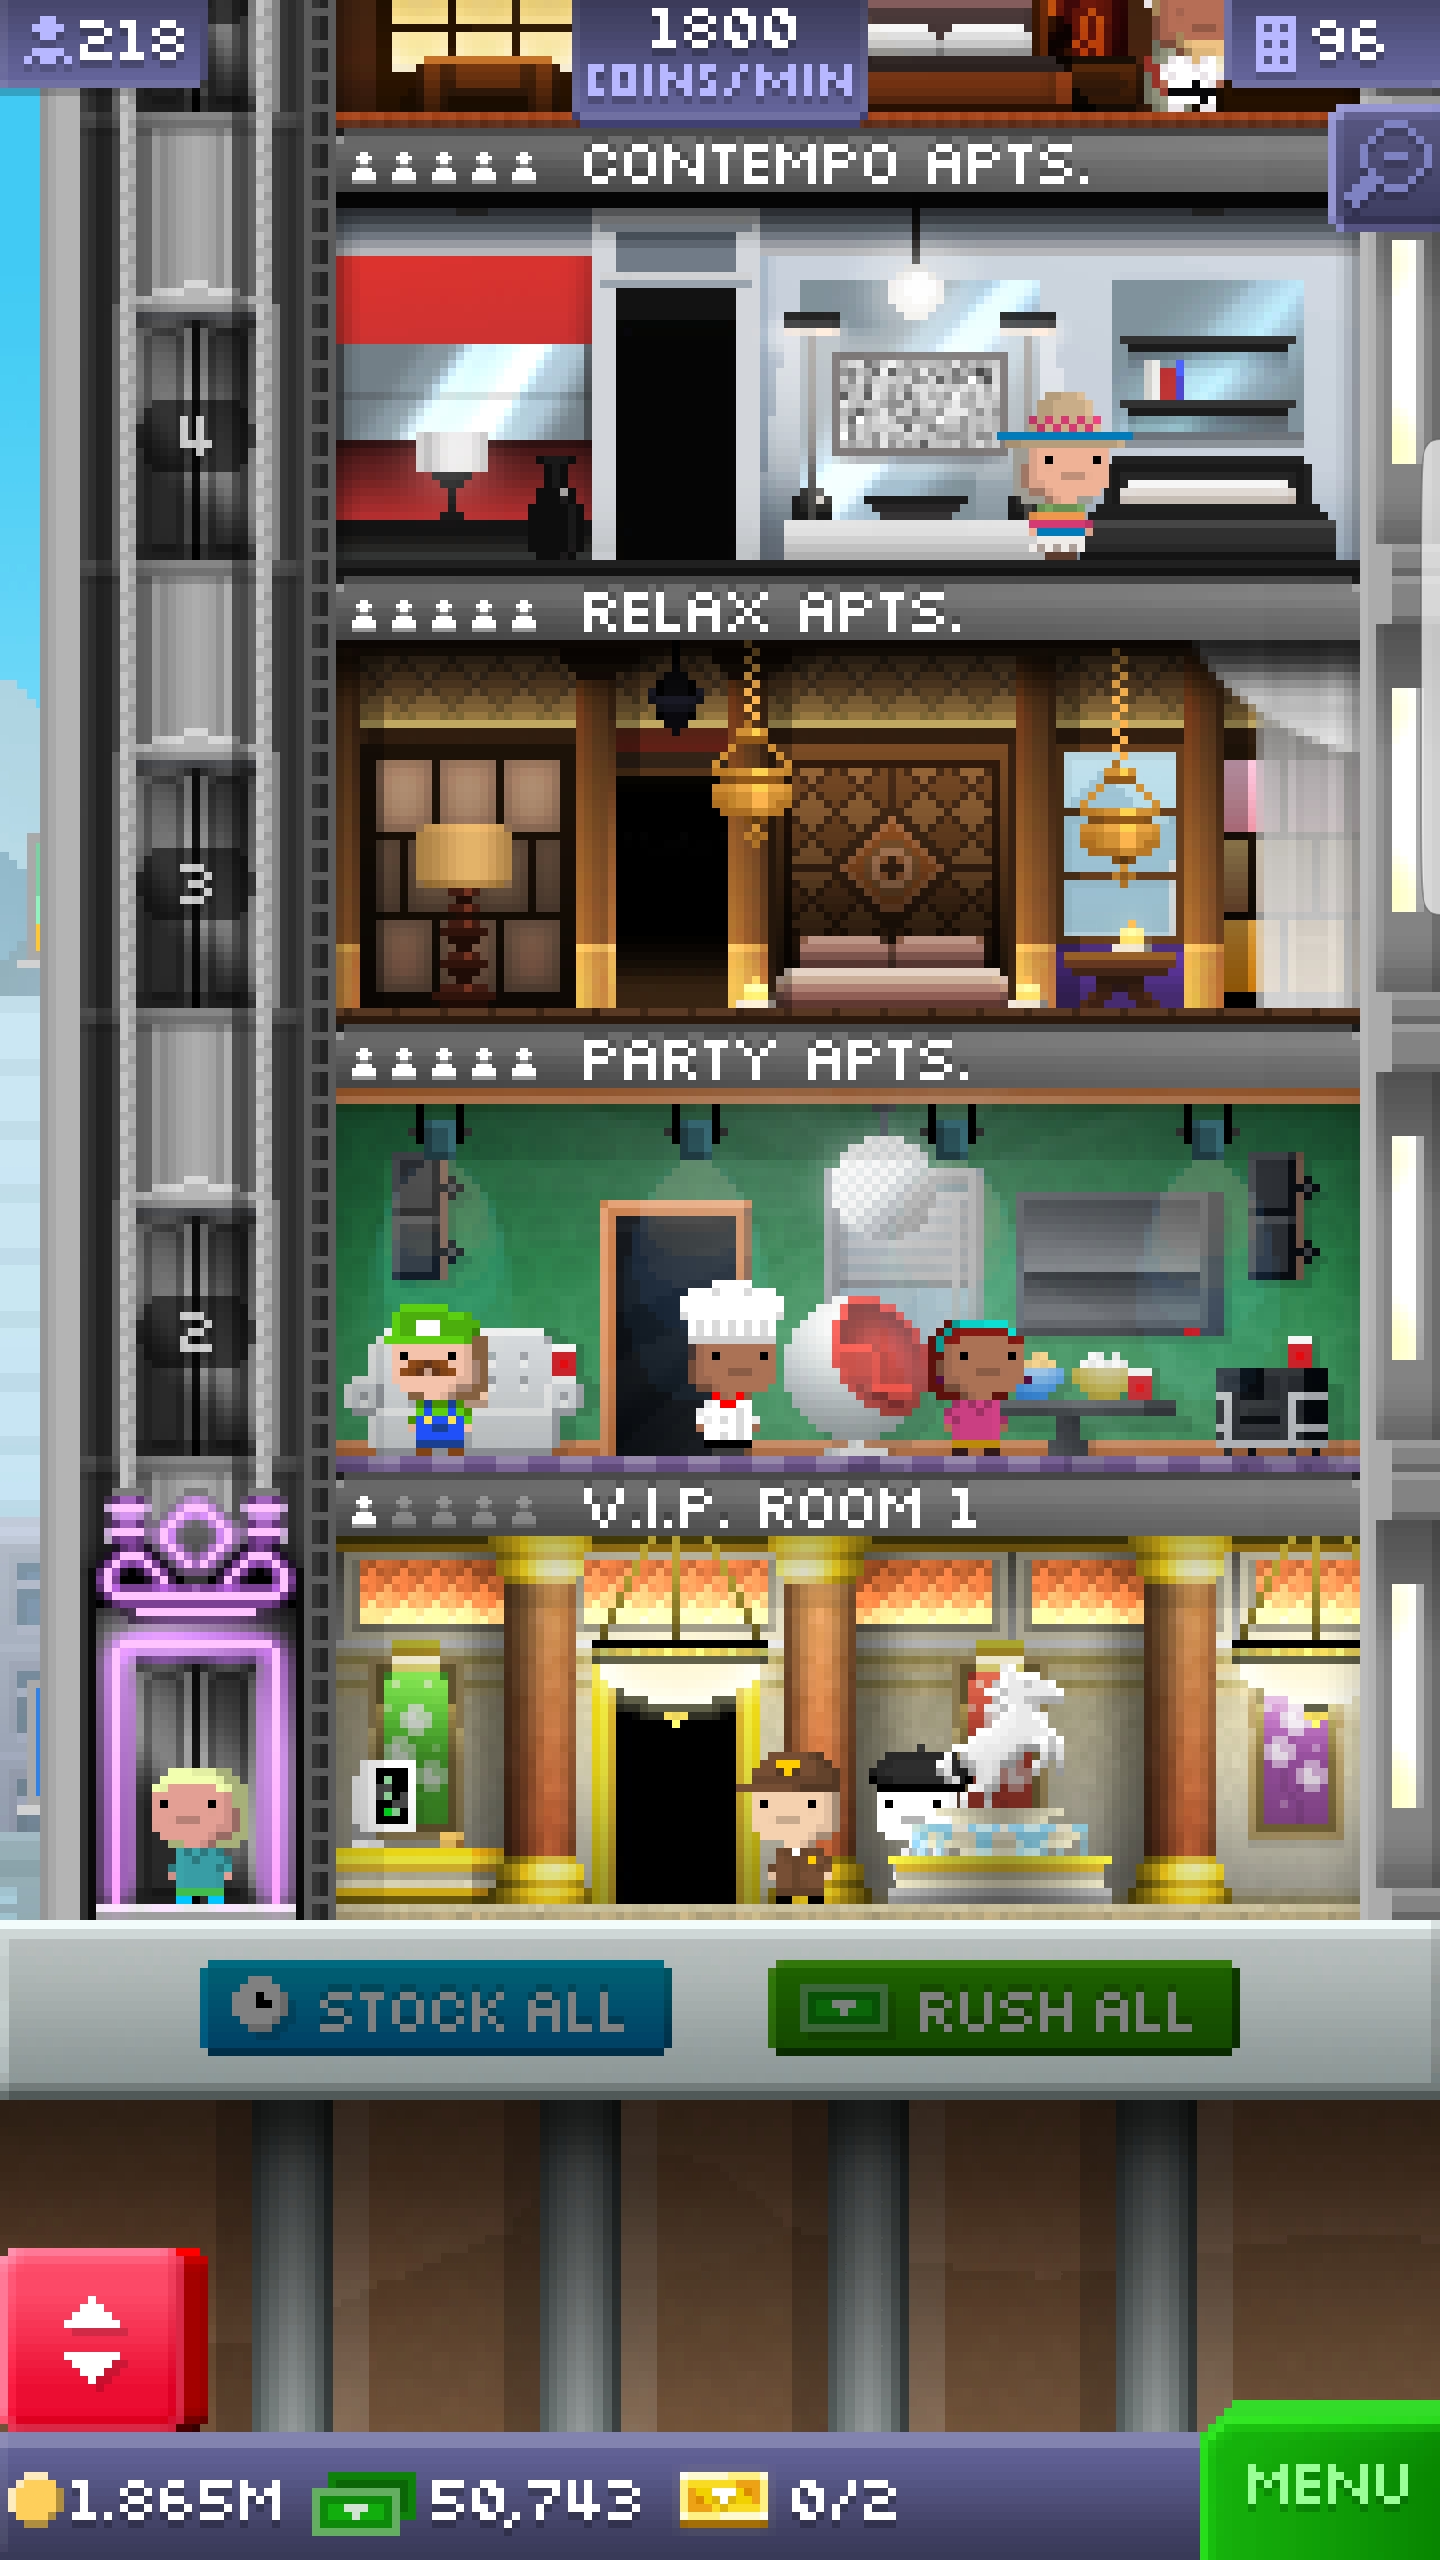 218
1800
COINS/MIN
96
CONTEMPO APTS.
4
RELAX APTS.
3
PARTY APTS.
2
V.I.P. ROOM 1
STOCK ALL
RUSH ALL
1.865M
50,743
0/2
MENU